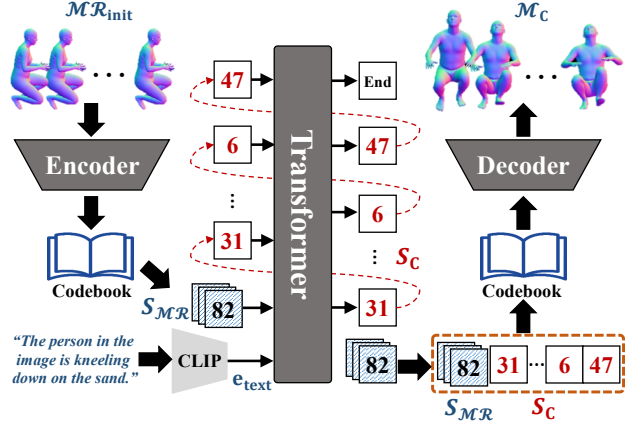 ℳℛinit
ℳC
47
End
Encoder
6
47
Decoder
Transformer
...
6
31
...
SC
Codebook
31
Codebook
Sℳℛ
82
“The person in the
image is kneeling
down on the sand.”
CLIP
etext
82
82
31
...
6
47
Sℳℛ
SC